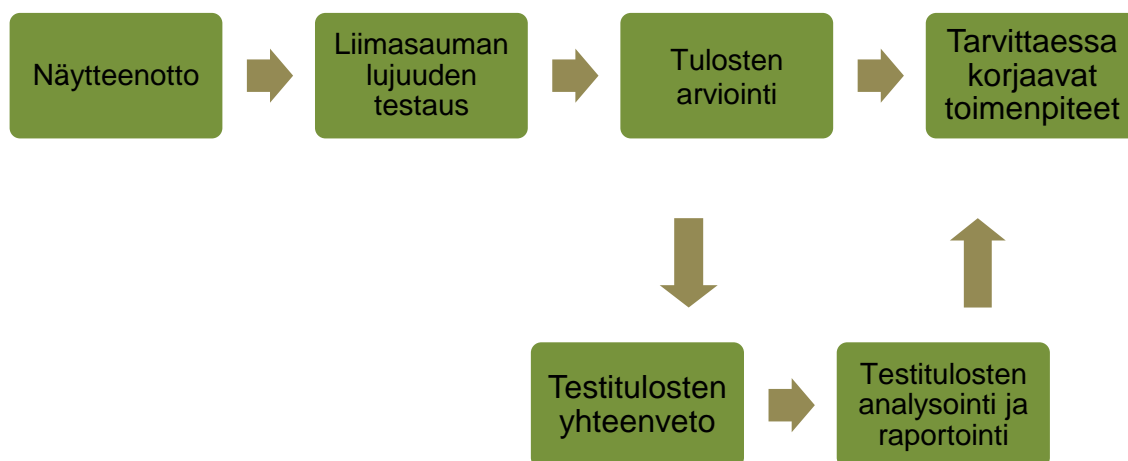 Näytteenotto
Liimasauman
lujuuden
testaus
Tulosten
arviointi
Tarvittaessa
korjaavat
toimenpiteet
Testitulosten
yhteenveto
Testitulosten
analysointi ja
raportointi